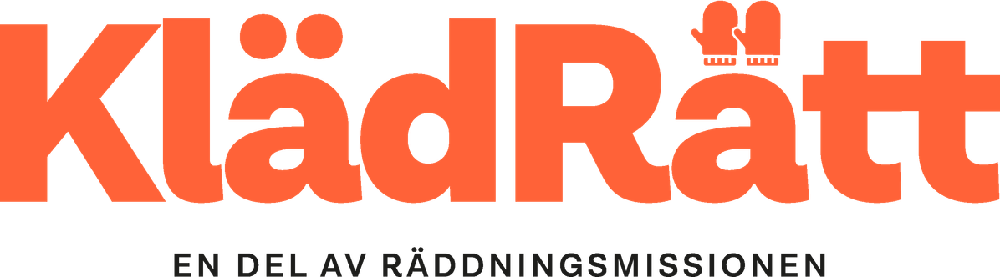 KlädRätt
EN DEL AV RÄDDNINGSMISSIONEN